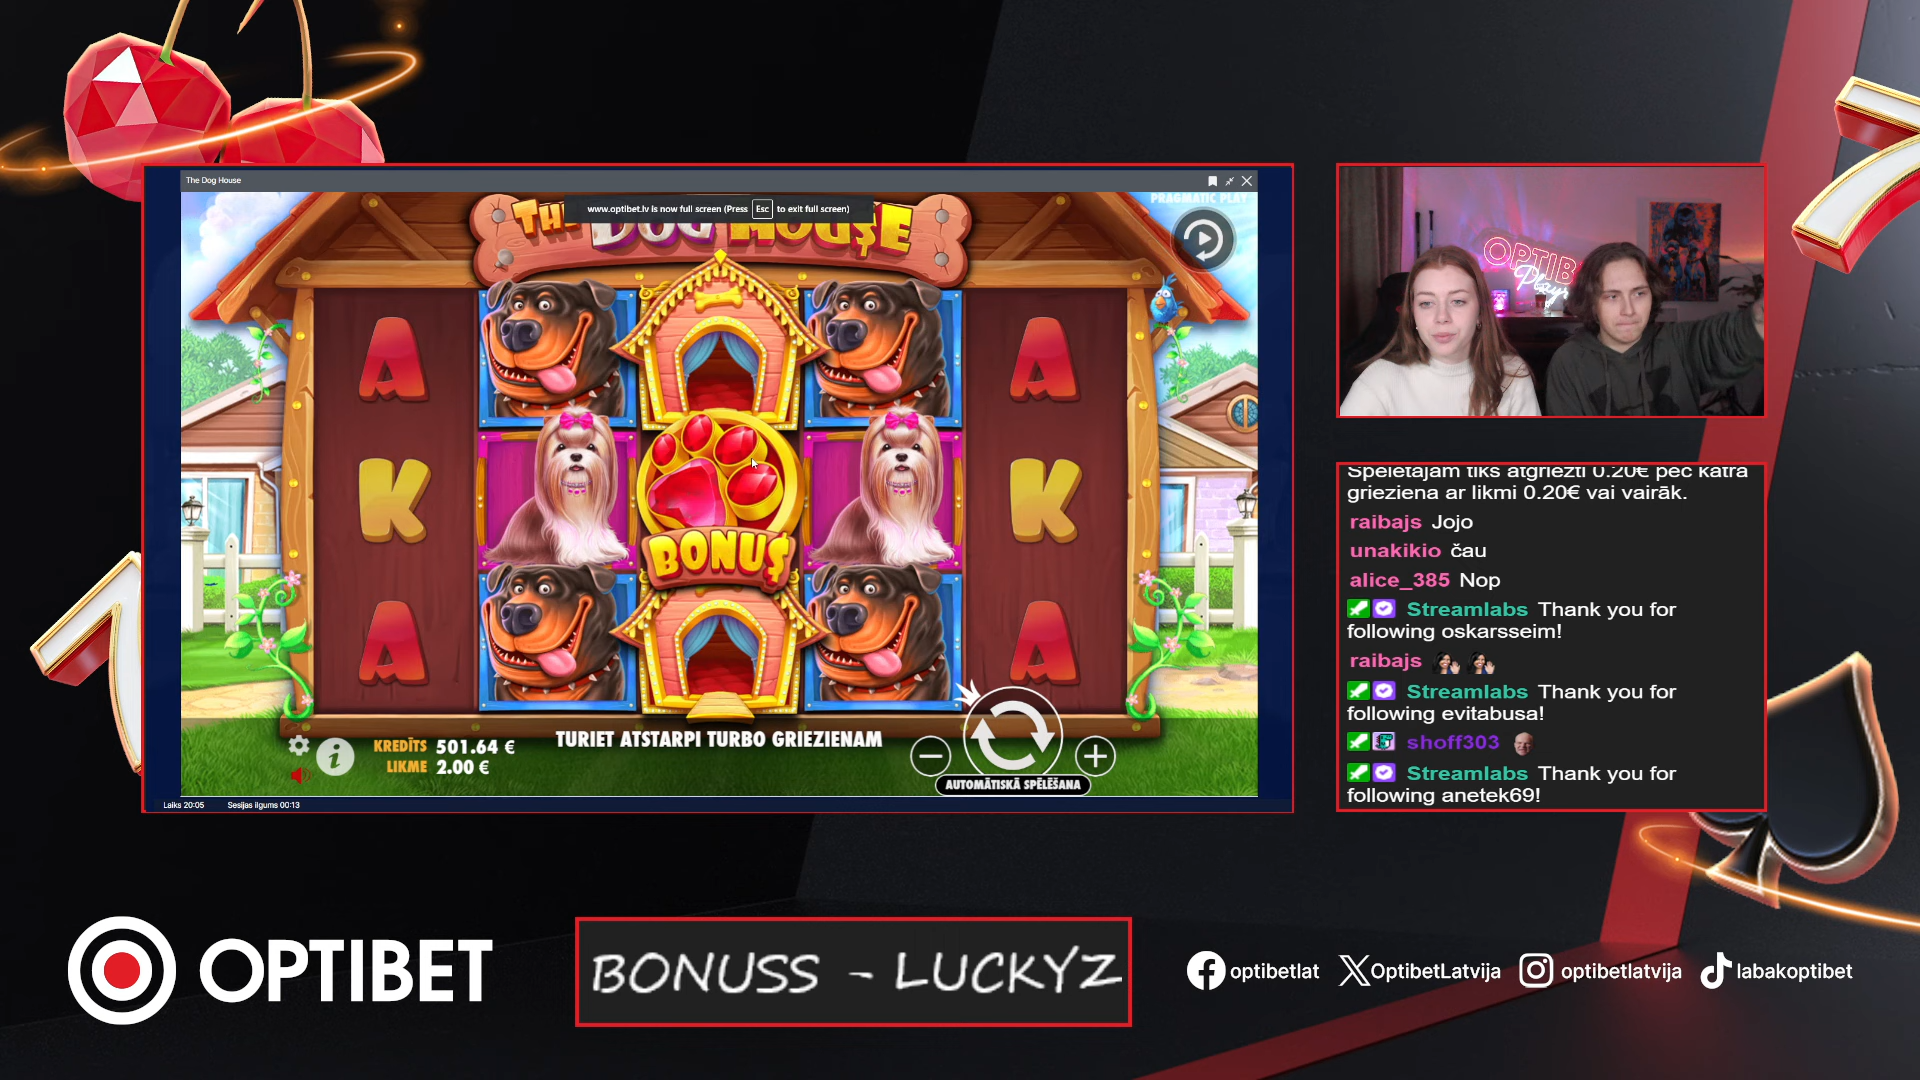 The Dog House
www.optibet.lv is now full screen (Press Esc to exit full screen)
THE DOG HOUSE
PRAGMATIC PLAY
A A
K K
BONUS
A A
KREDĪTS 501.64 €
LIKME 2.00 €
TURIET ATSTARPI TURBO GRIEZIENAM
AUTOMĀTISKĀ SPĒLĒŠANA
Laiks 20:05 Sesijas ilgums 00:13
OPTIB
Playr
Spēlētājam tiks atgriezti 0.20€ pēc katra
grieziena ar likmi 0.20€ vai vairāk.
raibajs Jojo
unakikio čau
alice_385 Nop
Streamlabs Thank you for
following oskarsseim!
raibajs
Streamlabs Thank you for
following evitabusa!
shoff303
Streamlabs Thank you for
following anetek69!
OPTIBET
BONUSS - LUCKYZ
optibetlat OptibetLatvija optibetlatvija labakoptibet